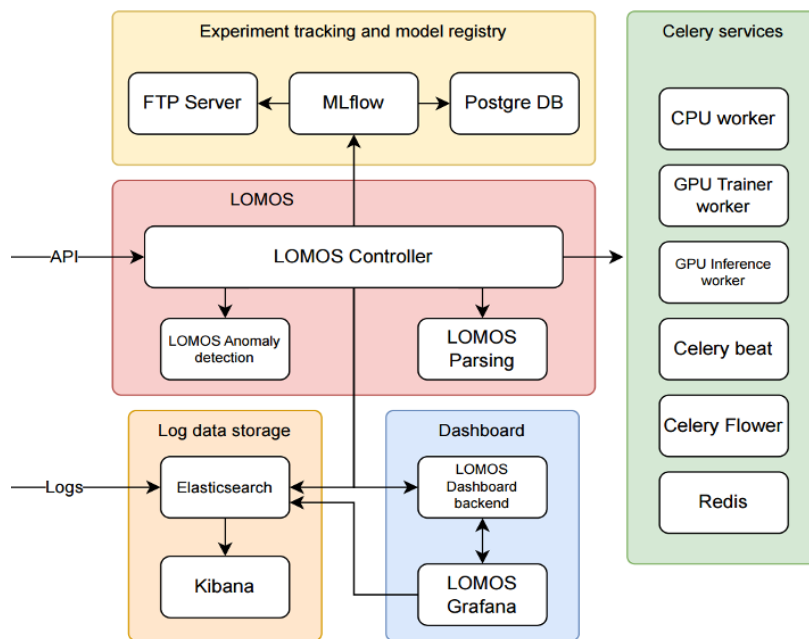 Experiment tracking and model registry
FTP Server
MLflow
Postgre DB
Celery services
CPU worker
GPU Trainer
worker
GPU Inference
worker
Celery beat
Celery Flower
Redis
LOMOS
API
LOMOS Controller
LOMOS Anomaly
detection
LOMOS
Parsing
Log data storage
Logs
Elasticsearch
Kibana
Dashboard
LOMOS
Dashboard
backend
LOMOS
Grafana